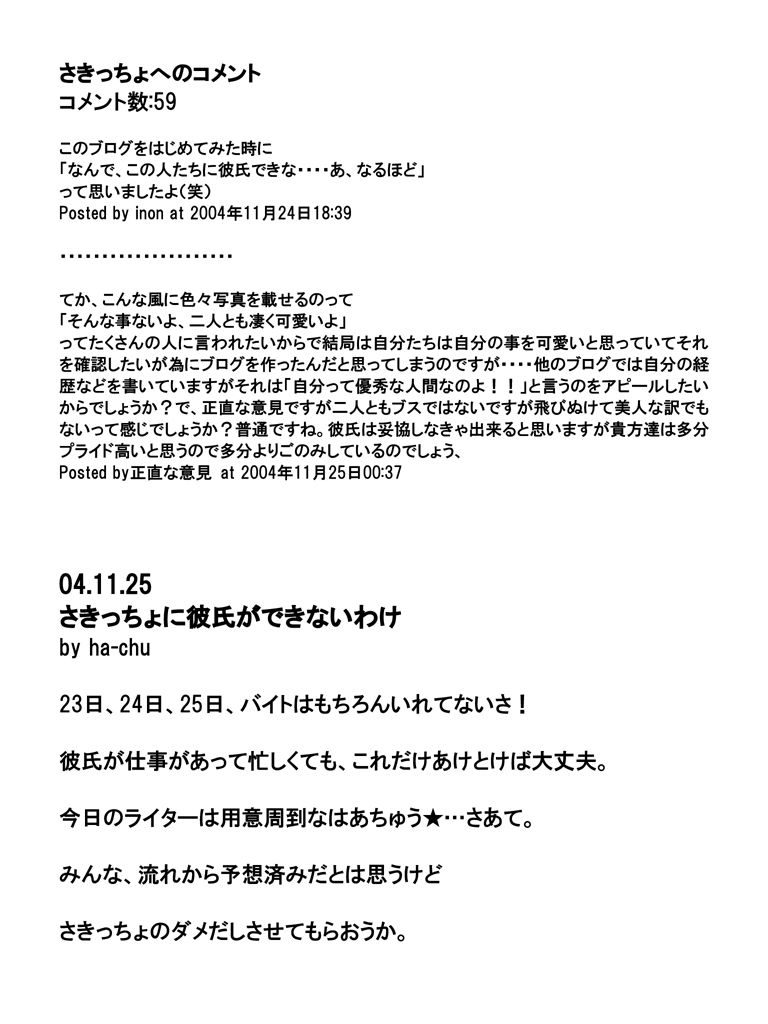 さきっちょへのコメント
コメント数:59
このブログをはじめてみた時に
「なんで、この人たちに彼氏できな・・・・あ、なるほど」
って思いましたよ（笑）
Posted by inon at 2004年11月24日18:39
・・・・・・・・・・・・・・・・・・・・・
てか、こんな風に色々写真を載せるのって
「そんな事ないよ、二人とも凄く可愛いよ」
ってたくさんの人に言われたいからで結局は自分たちは自分の事を可愛いと思っていてそれ
を確認したいが為にブログを作ったんだと思ってしまうのですが・・・・他のブログでは自分の経
歴などを書いていますがそれは「自分って優秀な人間なのよ！！」と言うのをアピールしたい
からでしょうか？で、正直な意見ですが二人ともブスではないですが飛びぬけて美人な訳でも
ないって感じでしょうか？普通ですね。彼氏は妥協しなきゃ出来ると思いますが貴方達は多分
プライド高いと思うので多分よりごのみしているのでしょう、
Posted by正直な意見 at 2004年11月25日00:37
04.11.25
さきっちょに彼氏ができないわけ
by ha-chu
23日、24日、25日、バイトはもちろんいれてないさ！
彼氏が仕事があって忙しくても、これだけあけとけば大丈夫。
今日のライターは用意周到なはあちゅう★…さあて。
みんな、流れから予想済みだとは思うけど
さきっちょのダメだしさせてもらおうか。